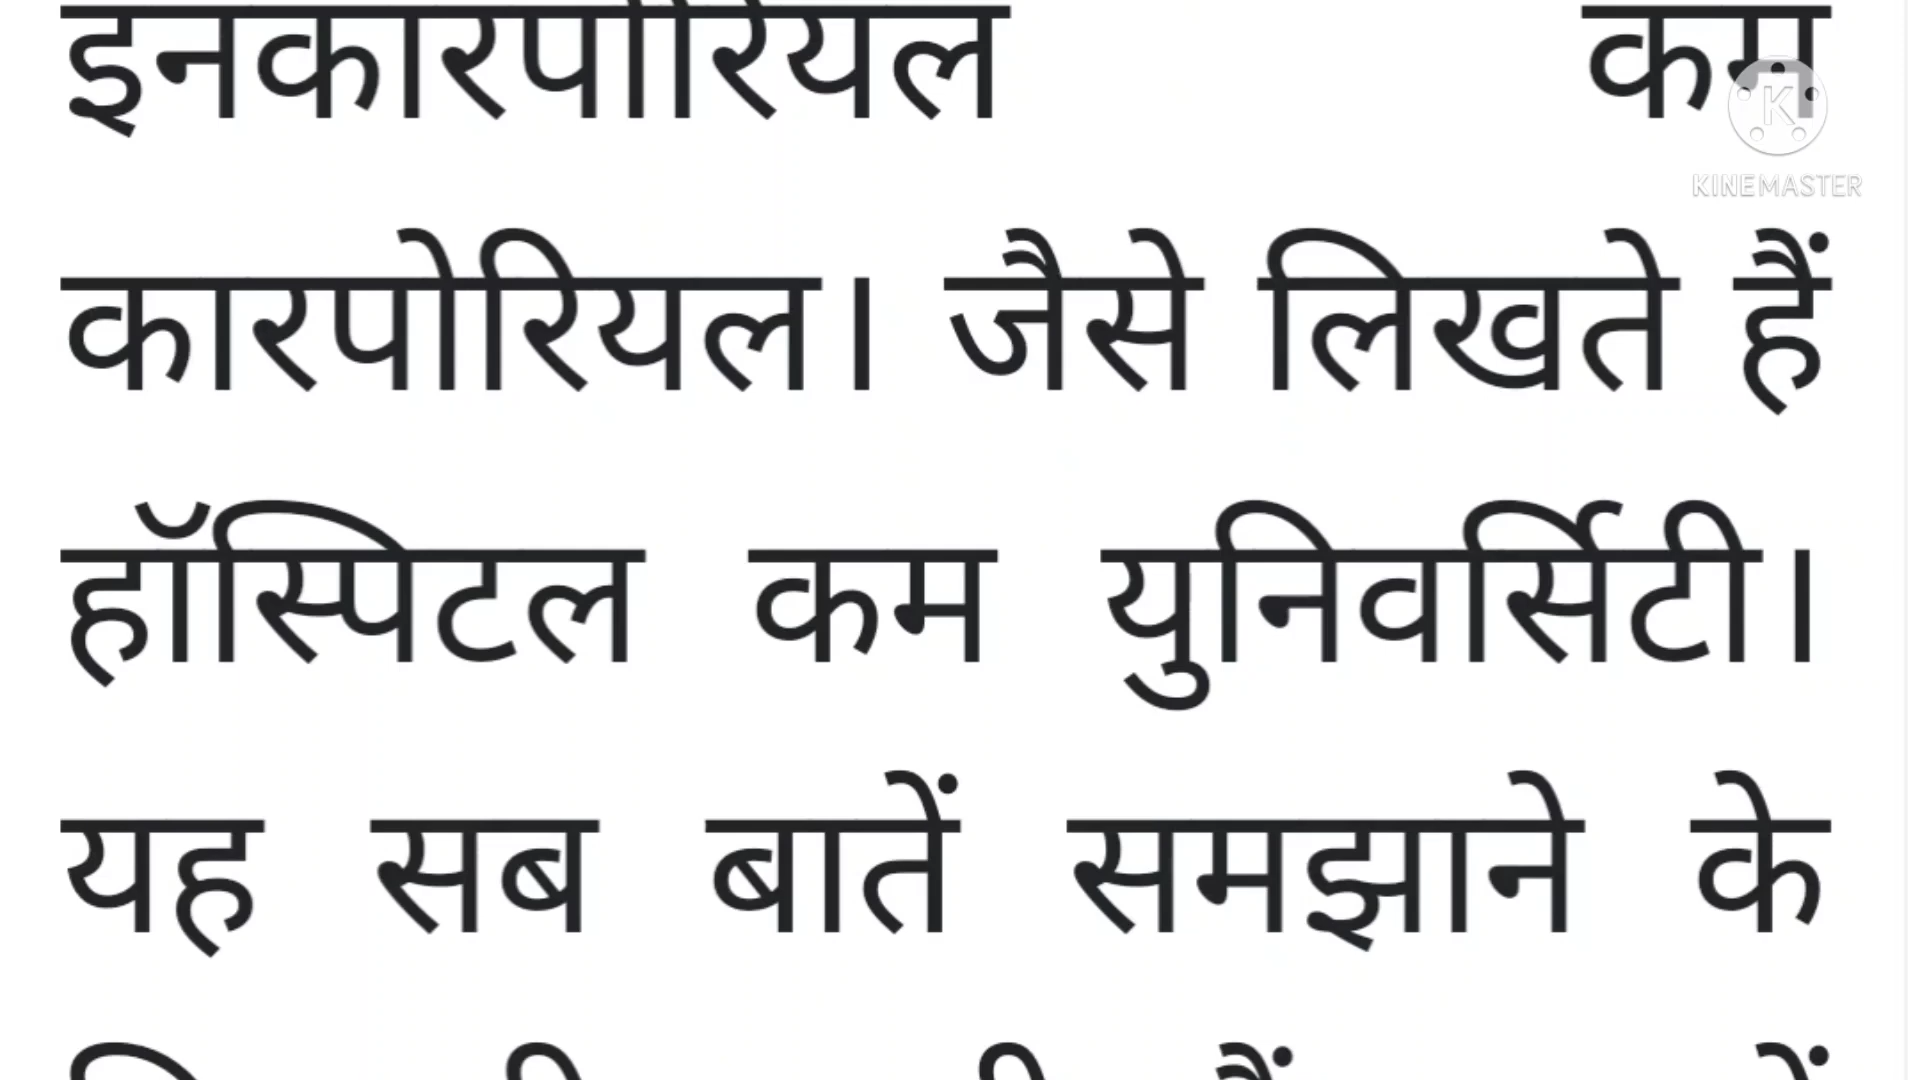 इनकारपोरियल कम
KINEMASTER
कारपोरियल। जैसे लिखते हैं
हॉस्पिटल कम युनिवर्सिटी।
यह सब बातें समझाने के